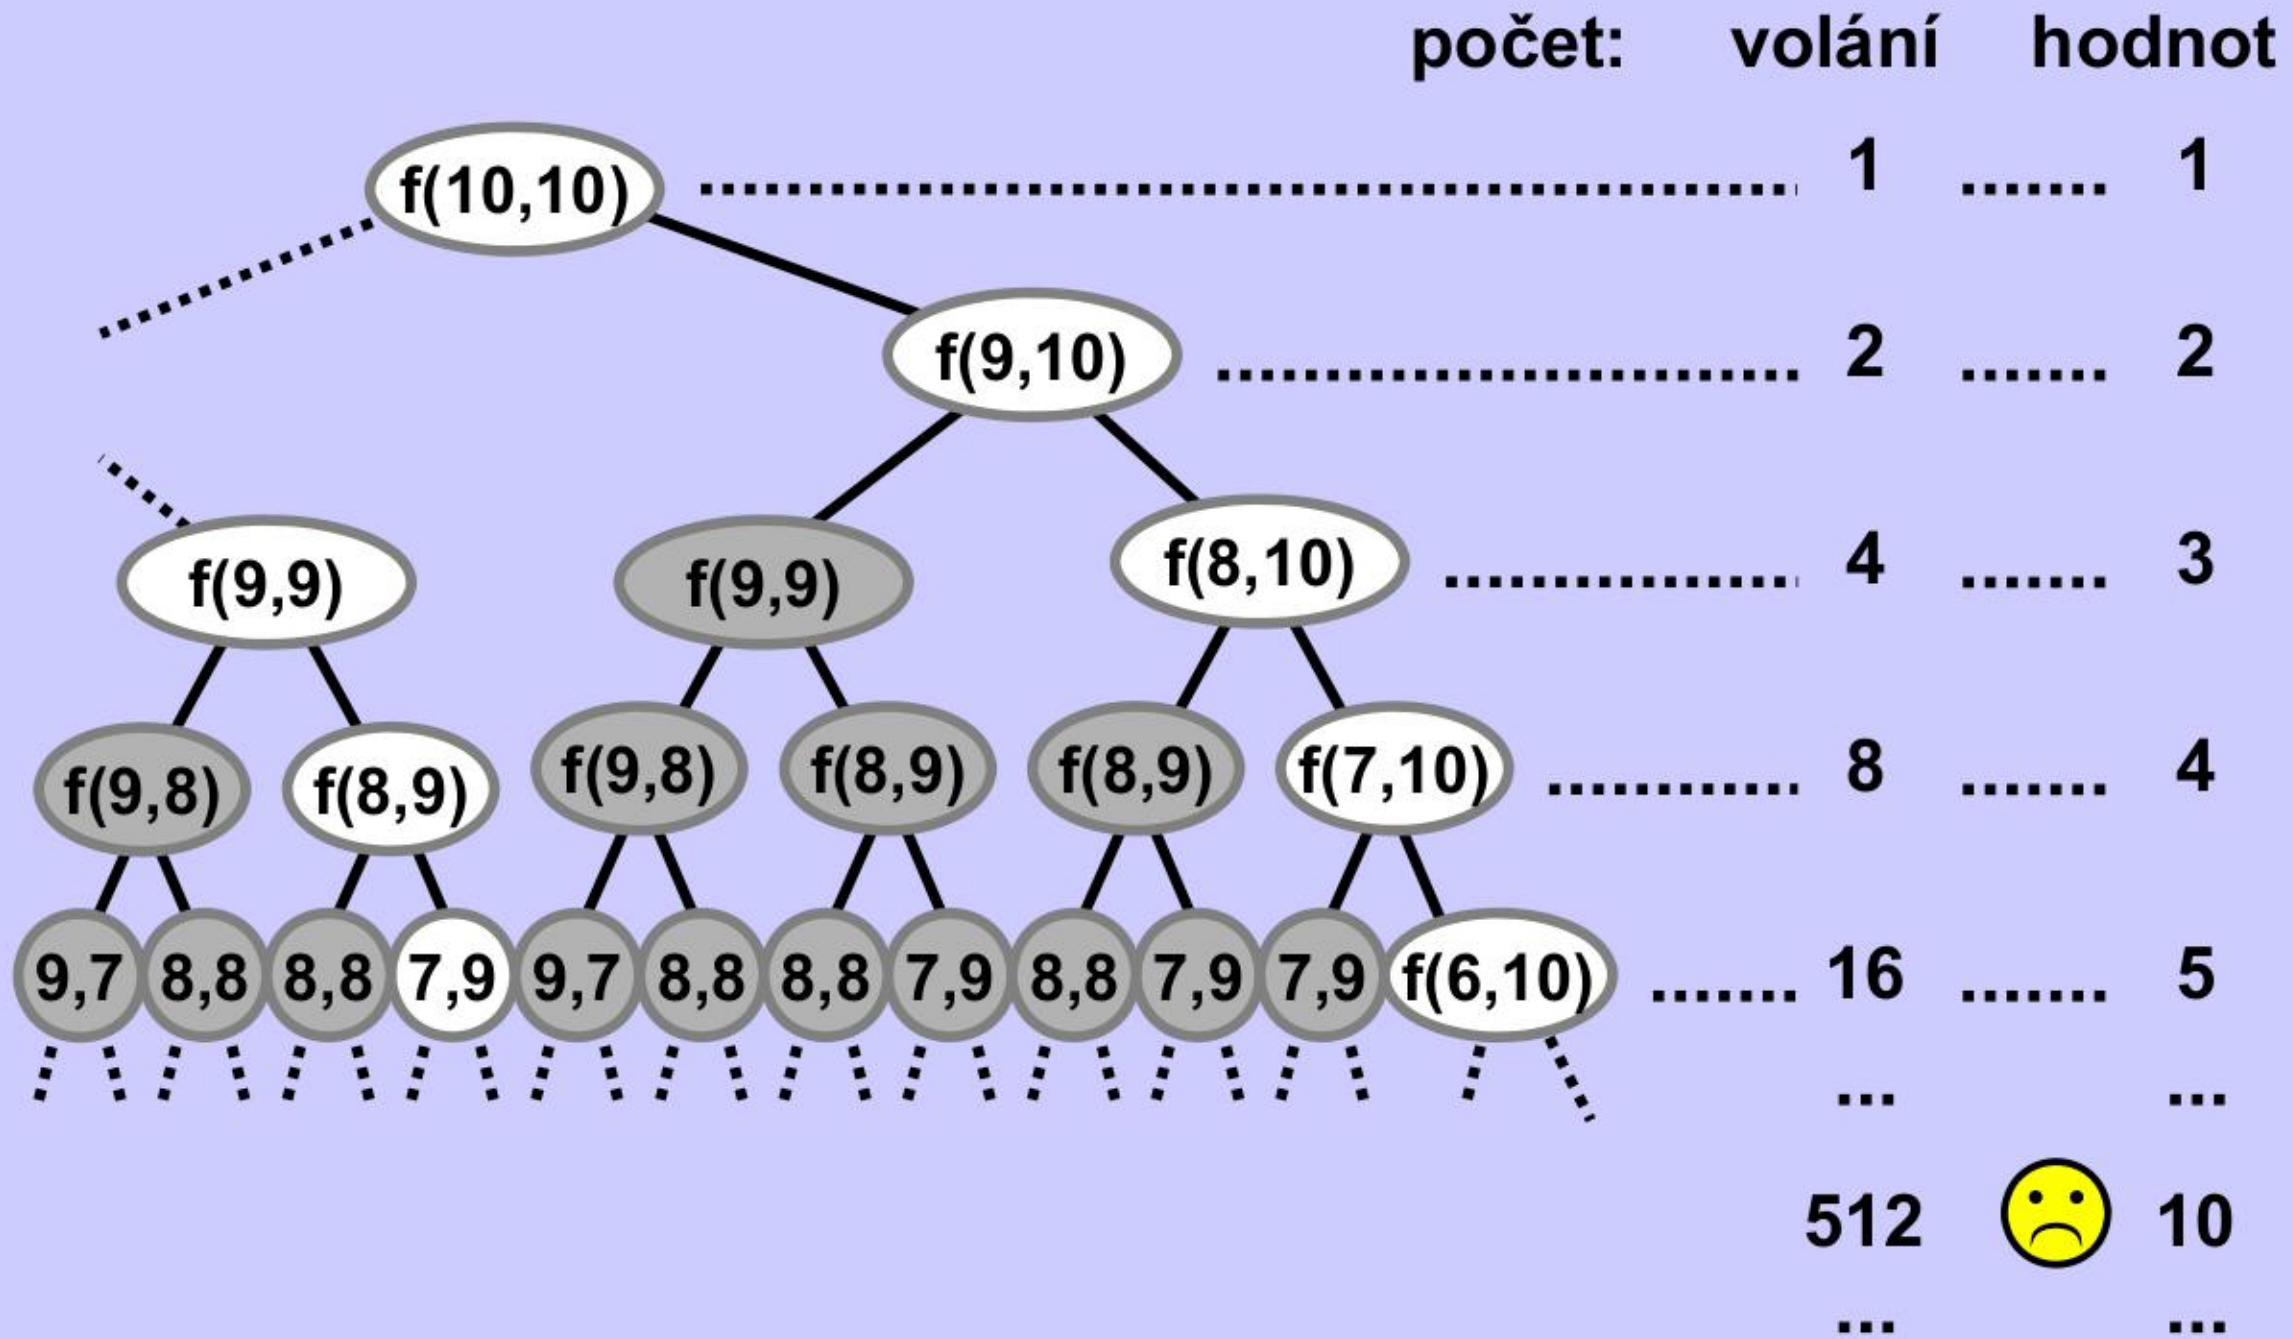 počet: volání hodnot
f(10,10) 1 ....... 1
f(9,10) 2 ....... 2
f(9,9) f(9,9) f(8,10) 4 ....... 3
f(9,8) f(8,9) f(9,8) f(8,9) f(8,9) f(7,10) 8 ....... 4
9,7 8,8 8,8 7,9 9,7 8,8 8,8 7,9 8,8 7,9 7,9 f(6,10) ....... 16 ....... 5
... ...
512 10
... ...